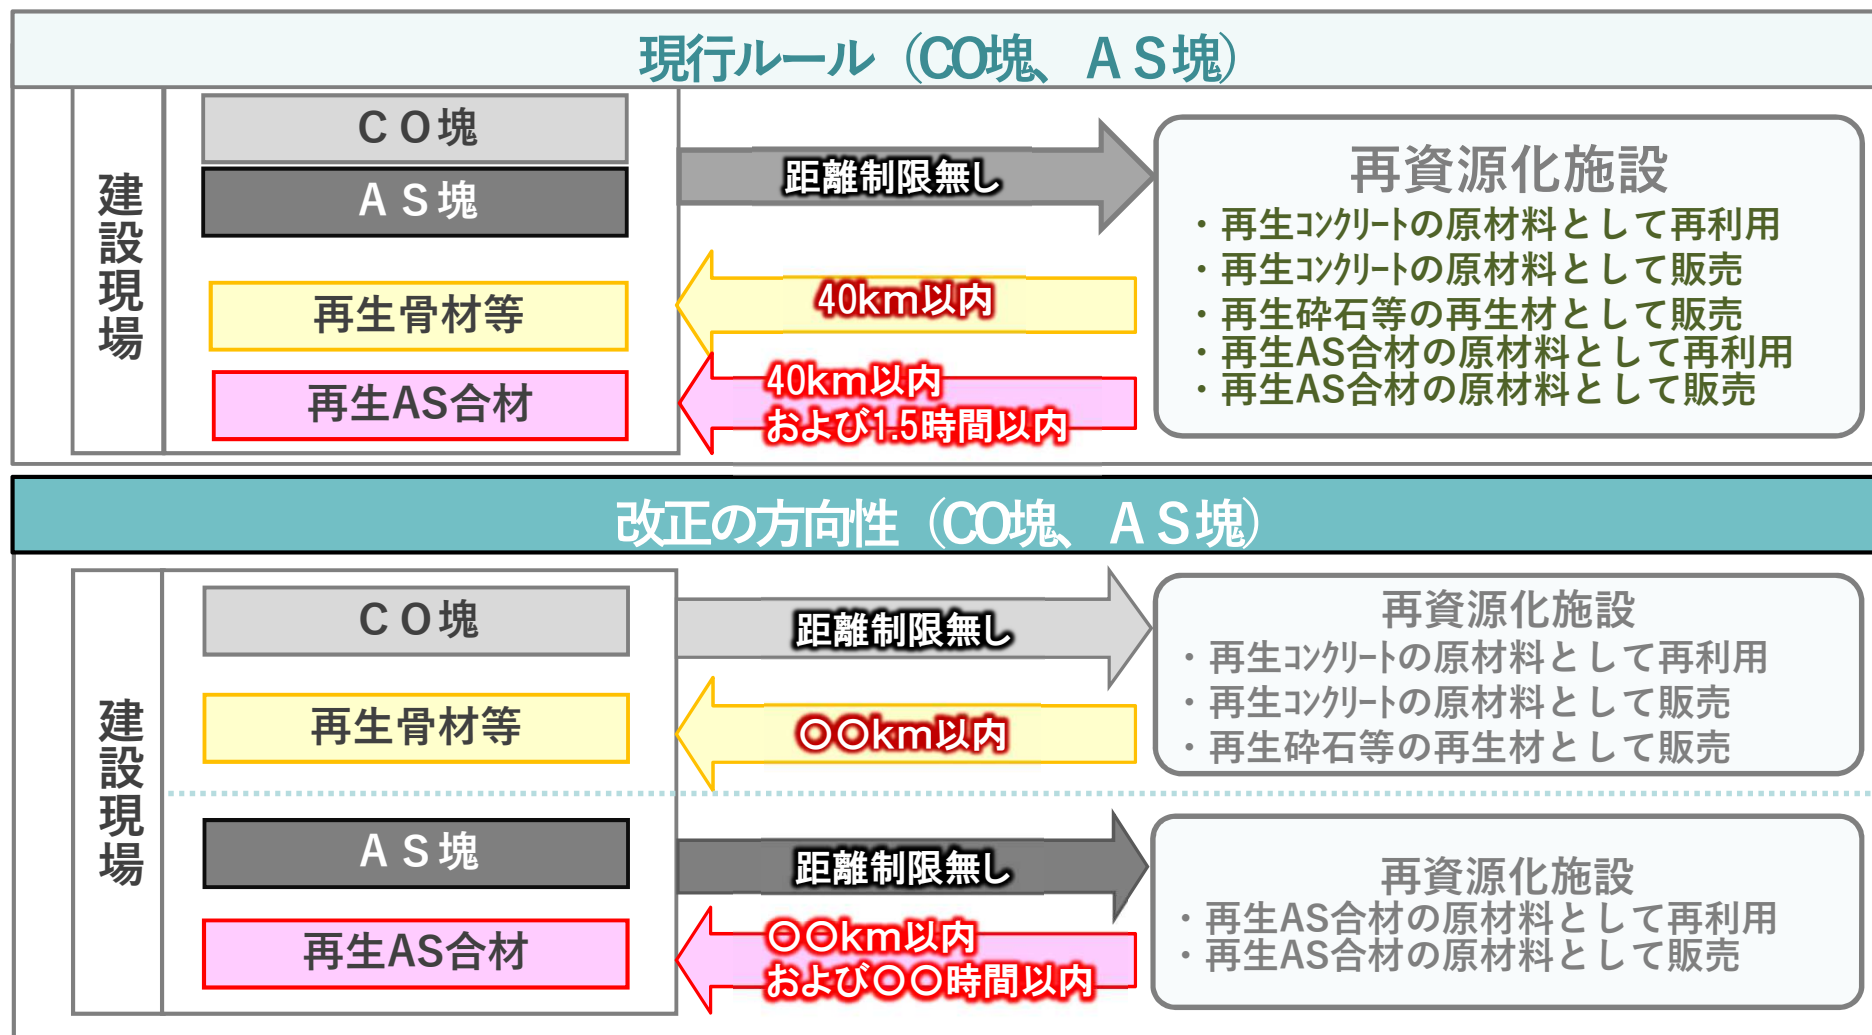 現行ルール（CO塊、ＡＳ塊）
建設現場
ＣＯ塊
ＡＳ塊
再生骨材等
再生AS合材
距離制限無し
40km以内
40km以内
および1.5時間以内
再資源化施設
・再生ｺﾝｸﾘｰﾄの原材料として再利用
・再生ｺﾝｸﾘｰﾄの原材料として販売
・再生砕石等の再生材として販売
・再生AS合材の原材料として再利用
・再生AS合材の原材料として販売
改正の方向性（CO塊、ＡＳ塊）
建設現場
ＣＯ塊
再生骨材等
距離制限無し
〇〇km以内
再資源化施設
・再生ｺﾝｸﾘｰﾄの原材料として再利用
・再生ｺﾝｸﾘｰﾄの原材料として販売
・再生砕石等の再生材として販売
ＡＳ塊
再生AS合材
距離制限無し
〇〇km以内
および〇〇時間以内
再資源化施設
・再生AS合材の原材料として再利用
・再生AS合材の原材料として販売